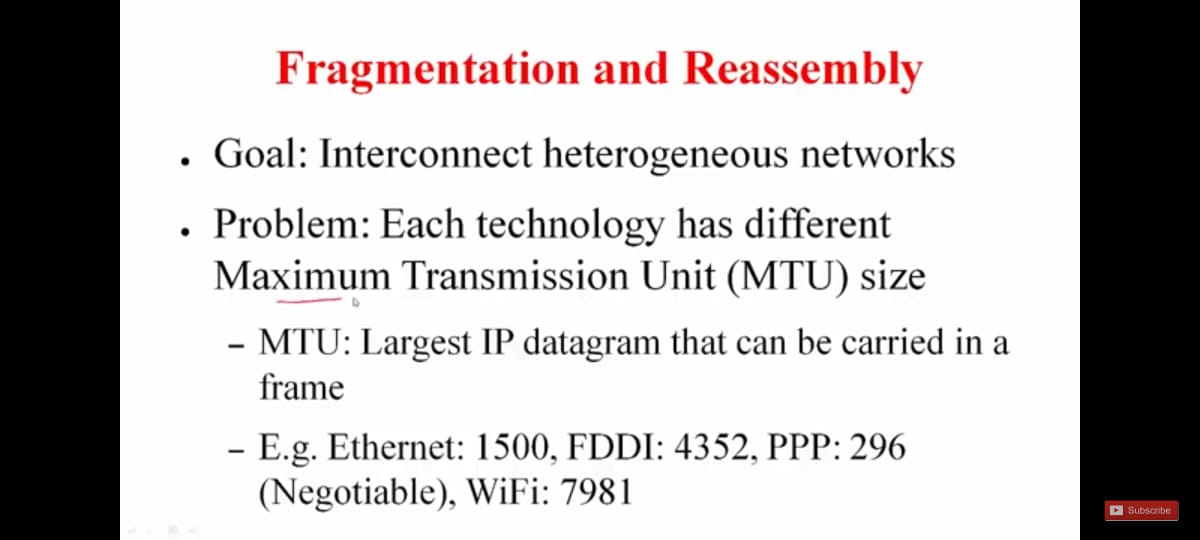 Fragmentation and Reassembly
• Goal: Interconnect heterogeneous networks
• Problem: Each technology has different
Maximum Transmission Unit (MTU) size
– MTU: Largest IP datagram that can be carried in a
frame
– E.g. Ethernet: 1500, FDDI: 4352, PPP: 296
(Negotiable), WiFi: 7981
Subscribe